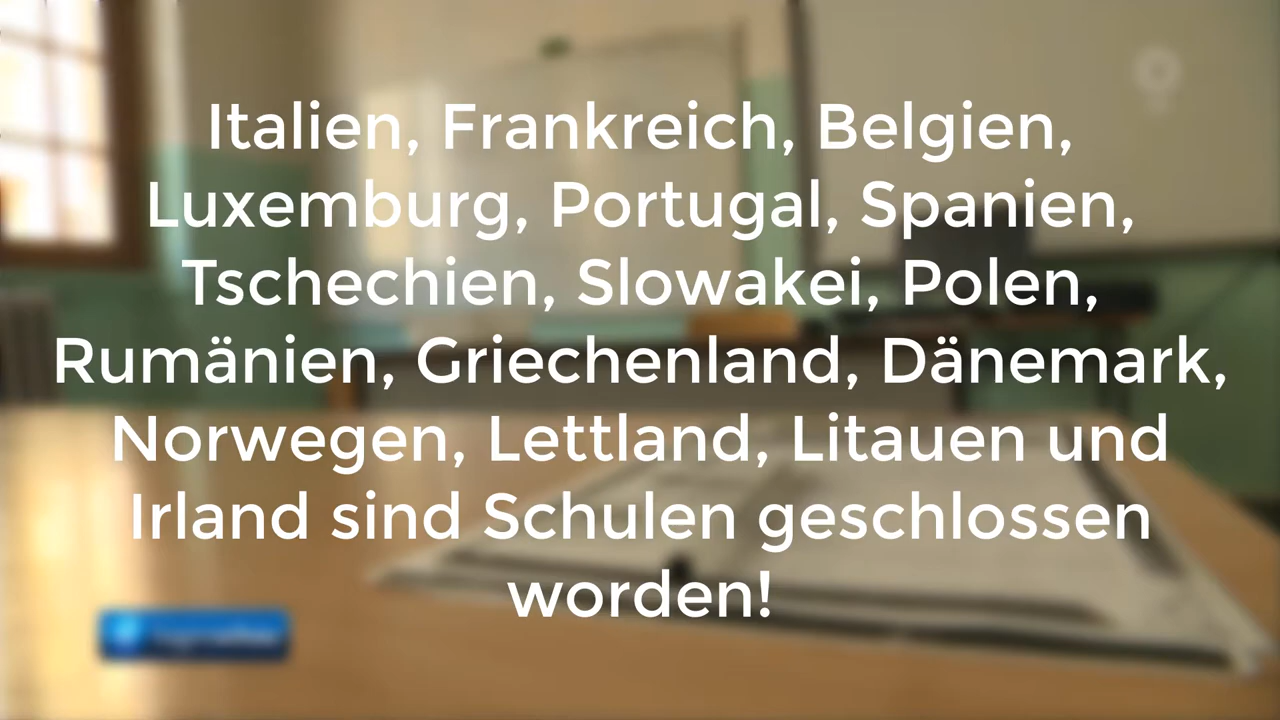 Italien, Frankreich, Belgien,
Luxemburg, Portugal, Spanien,
Tschechien, Slowakei, Polen,
Rumänien, Griechenland, Dänemark,
Norwegen, Lettland, Litauen und
Irland sind Schulen geschlossen
worden!